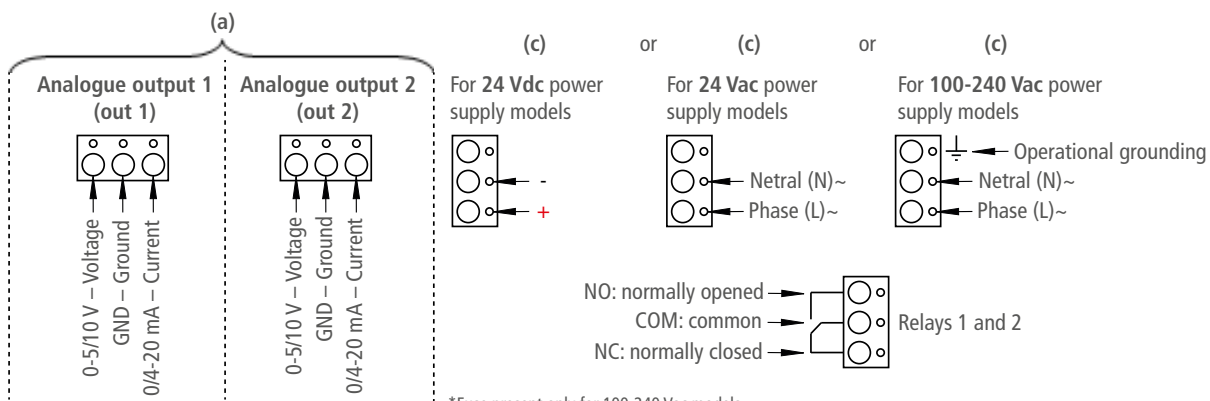 (a)
Analogue output 1
(out 1)
Analogue output 2
(out 2)
0-5/10 V – Voltage
GND – Ground
0/4-20 mA – Current
0-5/10 V – Voltage
GND – Ground
0/4-20 mA – Current
(c)
or
(c)
or
(c)
For 24 Vdc power
supply models
-
+
For 24 Vac power
supply models
Netral (N)~
Phase (L)~
For 100-240 Vac power
supply models
Operational grounding
Netral (N)~
Phase (L)~
NO: normally opened
COM: common
NC: normally closed
Relays 1 and 2